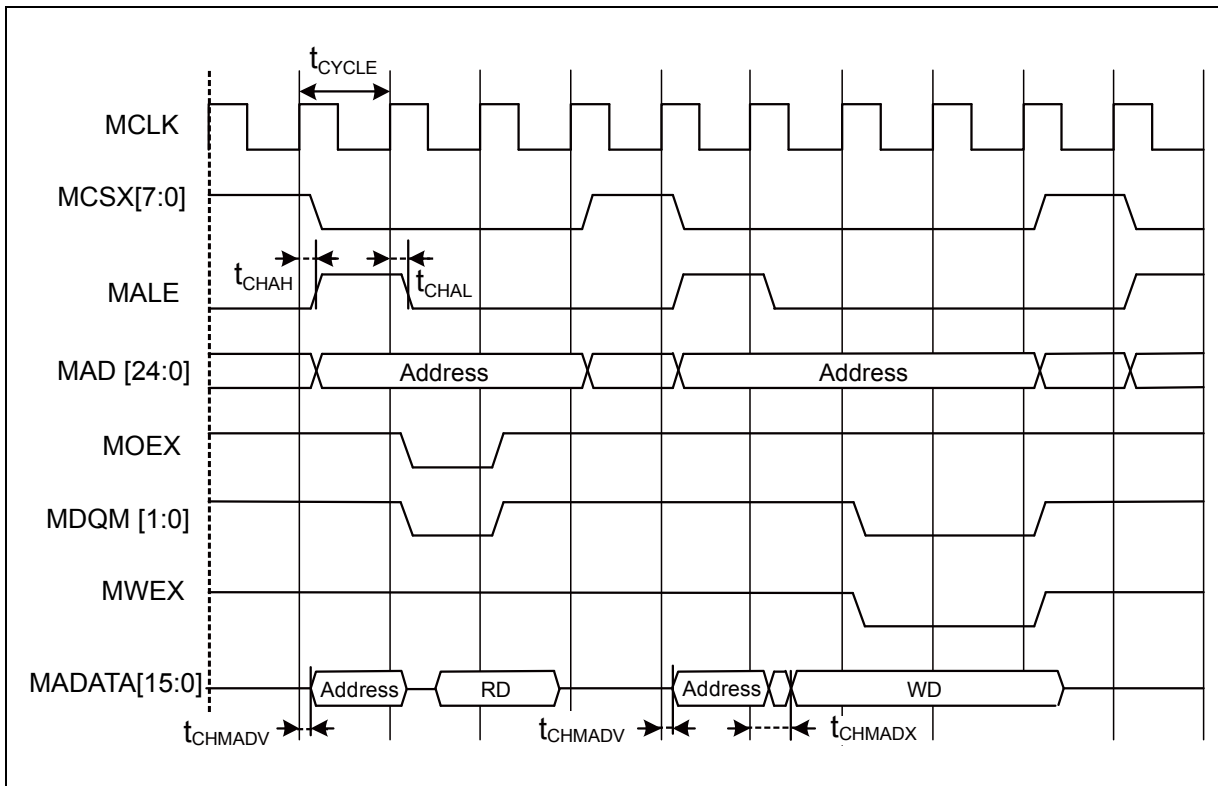 tCYCLE
MCLK
MCSX[7:0]
tCHAH
tCHAL
MALE
MAD [24:0]
Address
Address
MOEX
MDQM [1:0]
MWEX
MADATA[15:0]
Address
RD
Address
WD
tCHMADV
tCHMADV
tCHMADX